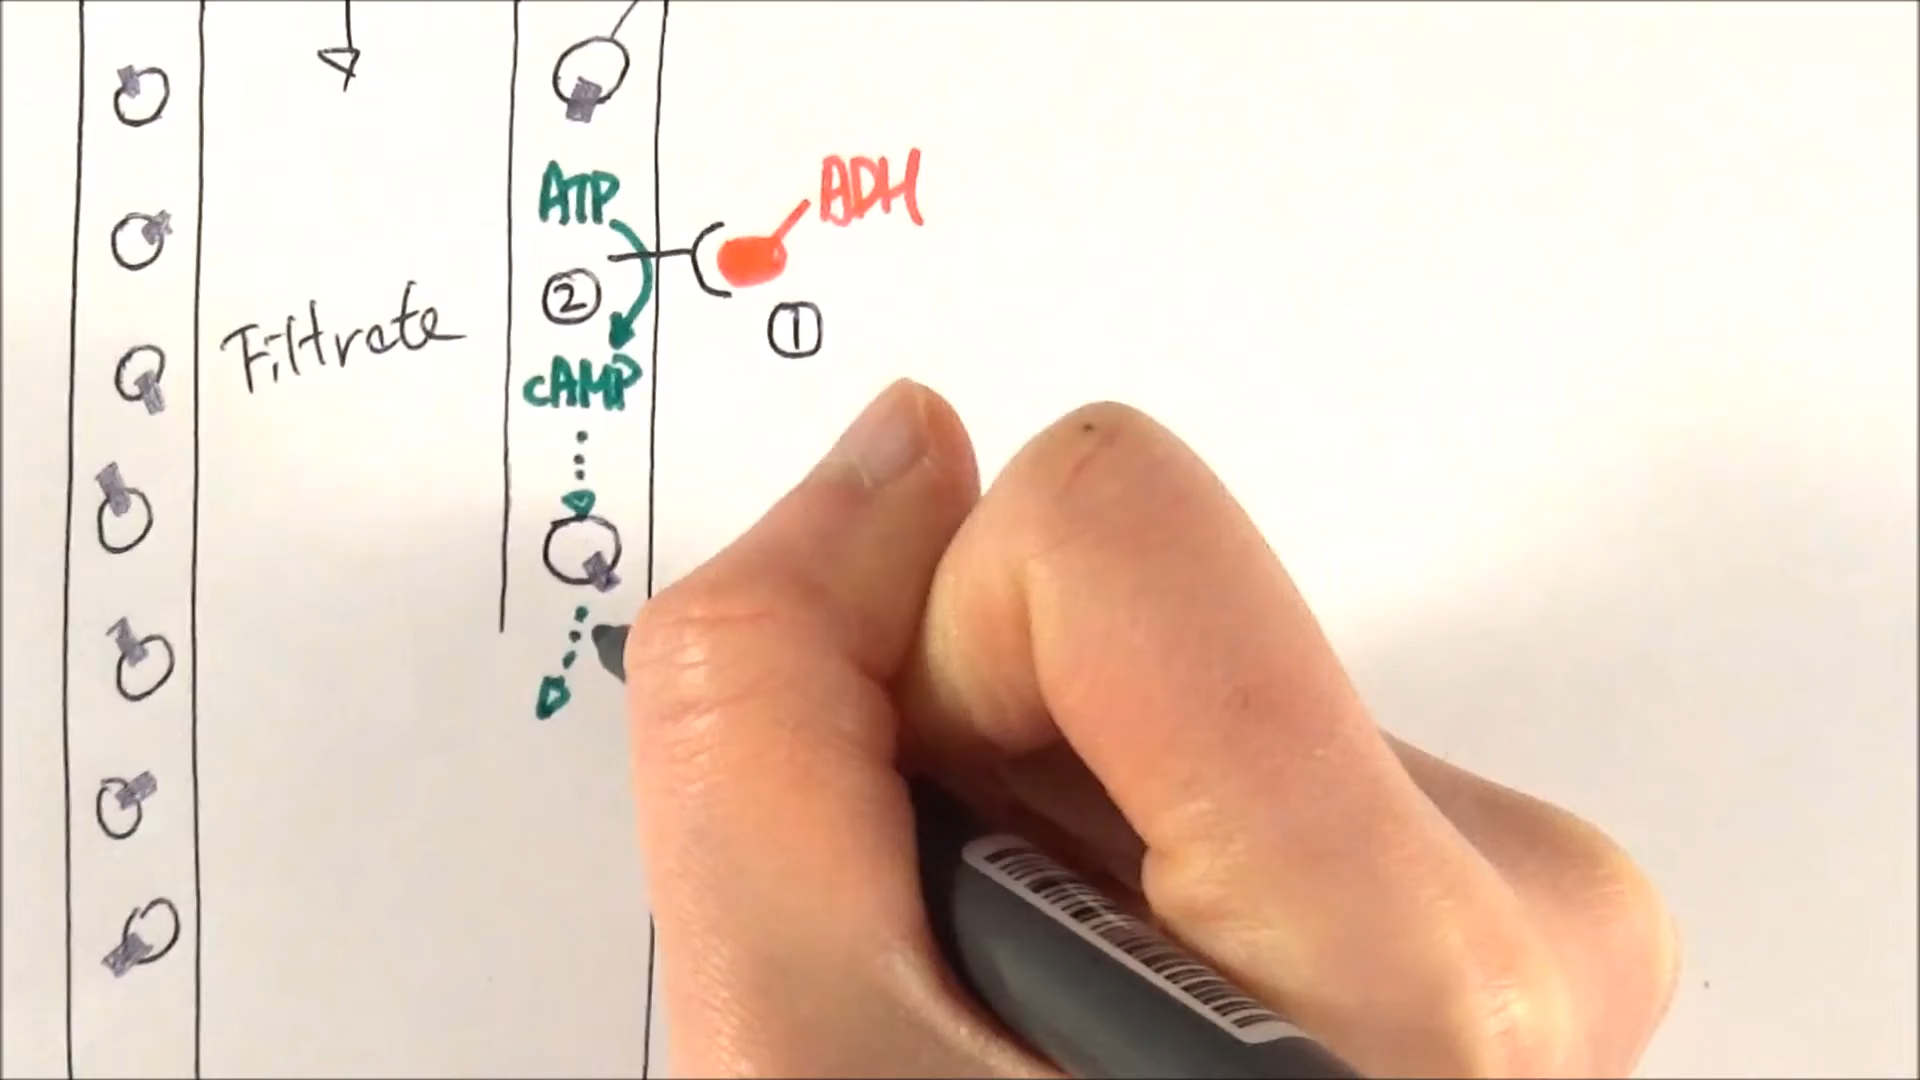 ATP
ADH
②
①
Filtrate
cAMP